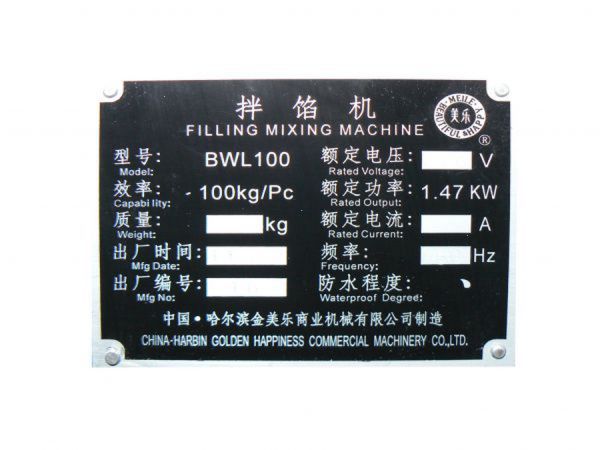 拌馅机
FILLING MIXING MACHINE
MEILE
美乐
BEAUTIFUL & HAPPY
®
型号: BWL100 额定电压: V
Model: Rated Voltage:
效率: 100kg/Pc 额定功率: 1.47 KW
Capability: Rated Output:
质量: kg 额定电流: A
Weight: Rated Current:
出厂时间: 频率: Hz
Mfg Date: Frequency:
出厂编号: 防水程度:
Mfg No: Waterproof Degree:
中国·哈尔滨金美乐商业机械有限公司制造
CHINA-HARBIN GOLDEN HAPPINESS COMMERCIAL MACHINERY CO.,LTD.